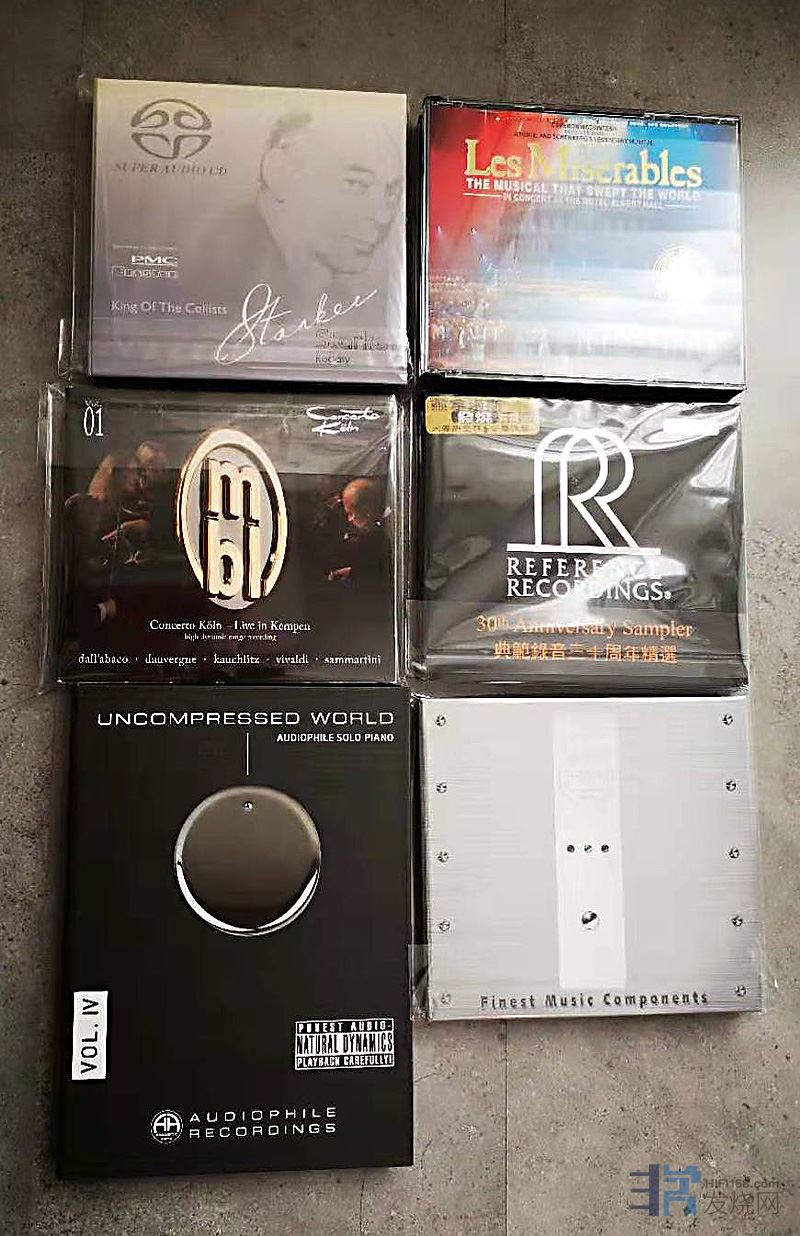 SUPER AUDIO CD
PMC
King Of The Cellists
Starker
Kodály
Les Misérables
THE MUSICAL THAT SWEPT THE WORLD
IN CONCERT AT THE ROYAL ALBERT HALL
Vol.
01
Concerto
Köln
mbl
Concerto Köln – Live in Kempen
high dynamic range recording
dall'abaco · dauvergne · kauchlitz · vivaldi · sammartini
R
REFERENCE
RECORDINGS®
30th Anniversary Sampler
典範錄音三十周年精選
UNCOMPRESSED WORLD
AUDIOPHILE SOLO PIANO
VOL. IV
PUREST AUDIO-
NATURAL DYNAMICS
PLAYBACK CAREFULLY!
AUDIOPHILE
RECORDINGS
Finest Music Components
HIFI168.com
发烧网